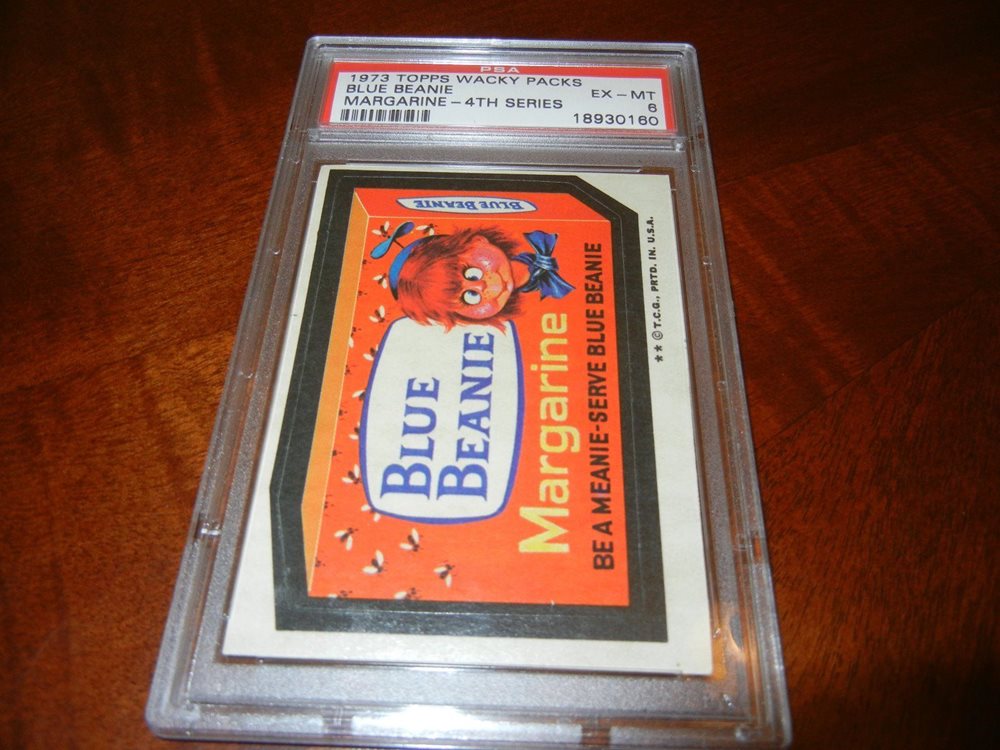 PSA
1973 TOPPS WACKY PACKS
BLUE BEANIE EX – MT
MARGARINE – 4TH SERIES 6
18930160
BLUE BEANIE
BLUE
BEANIE
Margarine
BE A MEANIE-SERVE BLUE BEANIE
** © T.C.G., PRTD. IN. U.S.A.